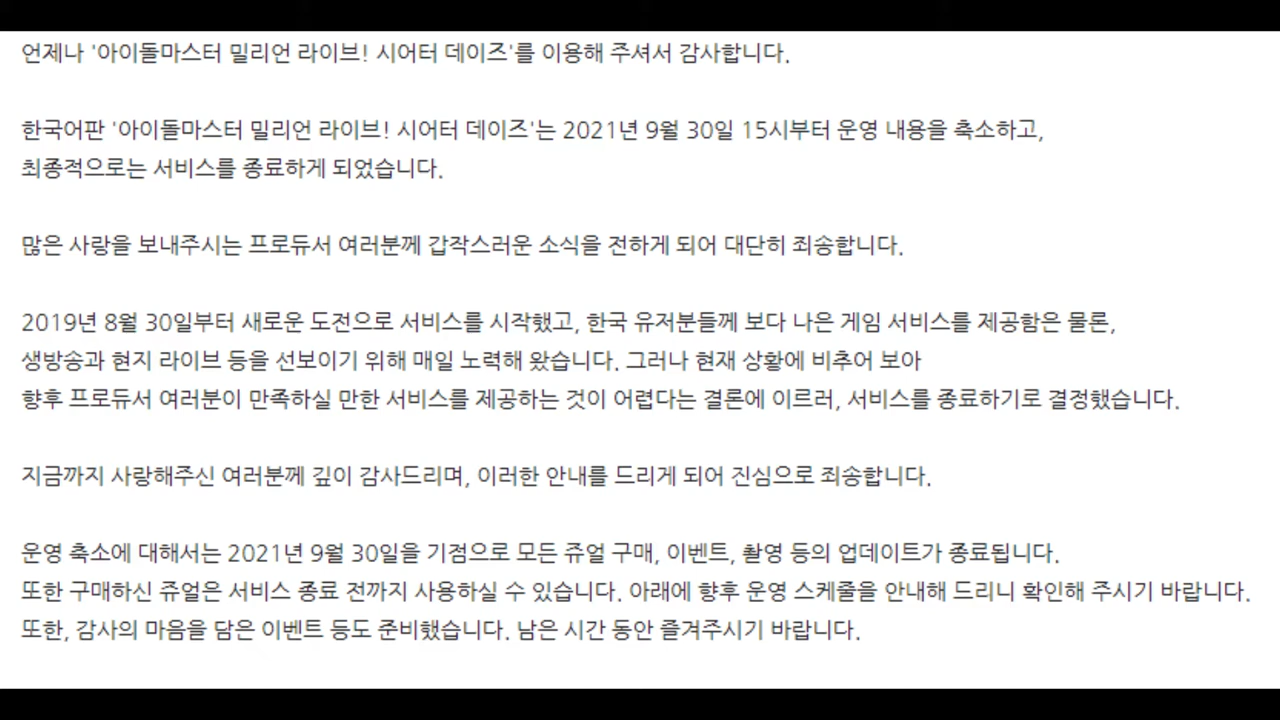 언제나 '아이돌마스터 밀리언 라이브! 시어터 데이즈'를 이용해 주셔서 감사합니다.
한국어판 '아이돌마스터 밀리언 라이브! 시어터 데이즈'는 2021년 9월 30일 15시부터 운영 내용을 축소하고,
최종적으로는 서비스를 종료하게 되었습니다.
많은 사랑을 보내주시는 프로듀서 여러분께 갑작스러운 소식을 전하게 되어 대단히 죄송합니다.
2019년 8월 30일부터 새로운 도전으로 서비스를 시작했고, 한국 유저분들께 보다 나은 게임 서비스를 제공함은 물론,
생방송과 현지 라이브 등을 선보이기 위해 매일 노력해 왔습니다. 그러나 현재 상황에 비추어 보아
향후 프로듀서 여러분이 만족하실 만한 서비스를 제공하는 것이 어렵다는 결론에 이르러, 서비스를 종료하기로 결정했습니다.
지금까지 사랑해주신 여러분께 깊이 감사드리며, 이러한 안내를 드리게 되어 진심으로 죄송합니다.
운영 축소에 대해서는 2021년 9월 30일을 기점으로 모든 쥬얼 구매, 이벤트, 촬영 등의 업데이트가 종료됩니다.
또한 구매하신 쥬얼은 서비스 종료 전까지 사용하실 수 있습니다. 아래에 향후 운영 스케줄을 안내해 드리니 확인해 주시기 바랍니다.
또한, 감사의 마음을 담은 이벤트 등도 준비했습니다. 남은 시간 동안 즐겨주시기 바랍니다.